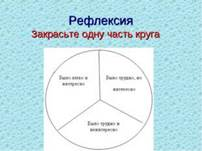 Рефлексия
Закрасьте одну часть круга
Было легко и
интересно
Было трудно, но
интересно
Было трудно и
неинтересно